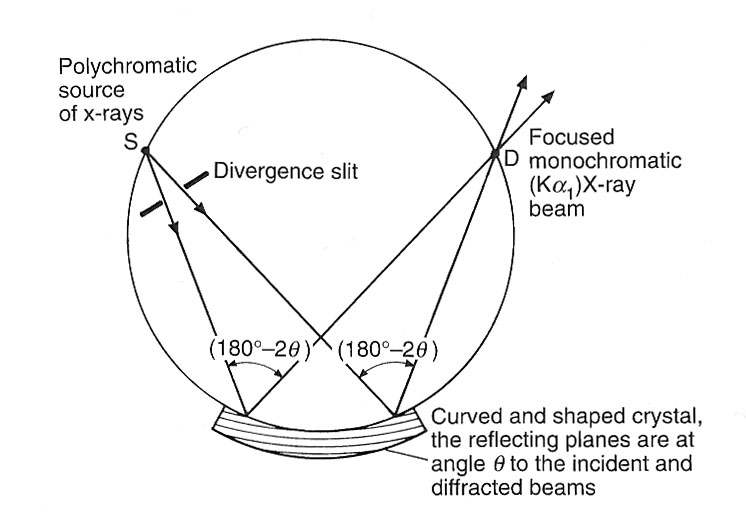 Polychromatic
source
of x-rays
S
Divergence slit
D
Focused
monochromatic
(Kα₁)X-ray
beam
(180°–2θ)
(180°–2θ)
Curved and shaped crystal,
the reflecting planes are at
angle θ to the incident and
diffracted beams